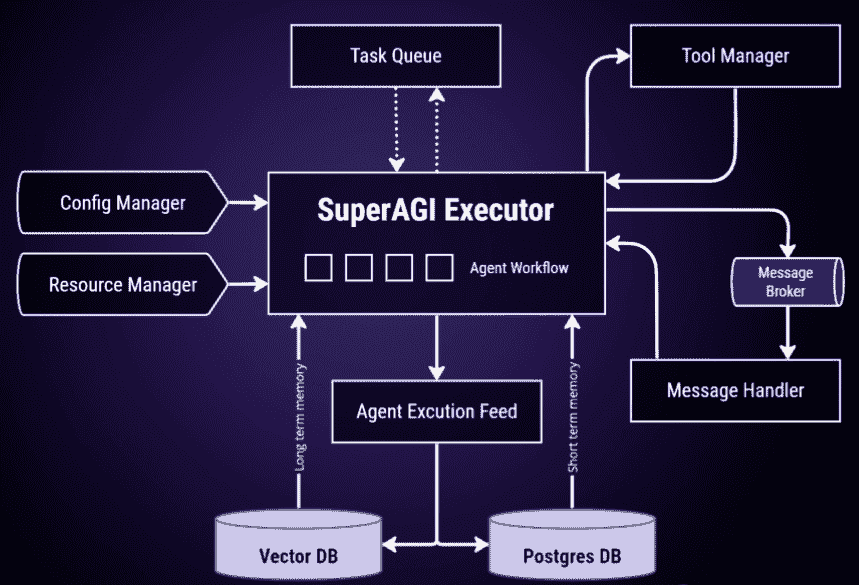 Task Queue
Tool Manager
Config Manager
SuperAGI Executor
Agent Workflow
Resource Manager
Message
Broker
Message Handler
Long term memory
Agent Excution Feed
Short term memory
Vector DB
Postgres DB